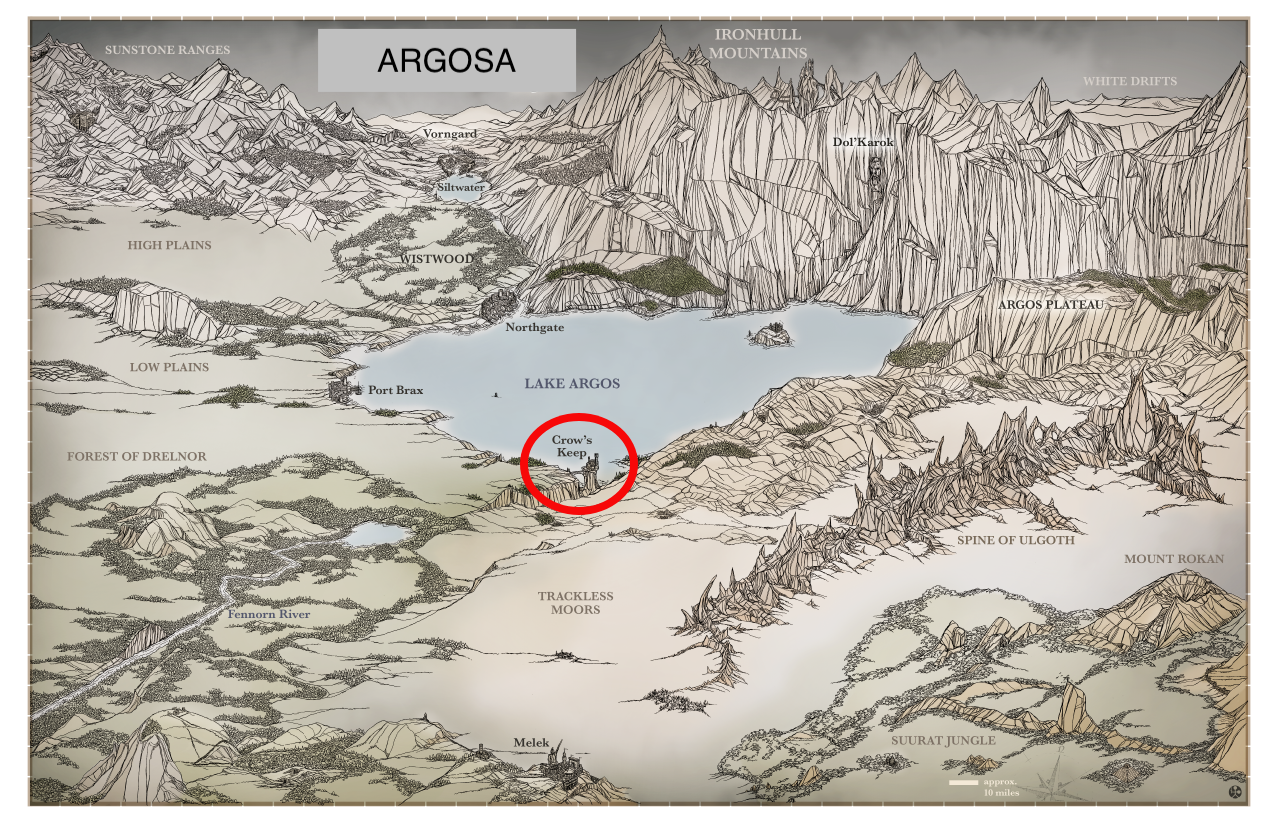 ARGOSA
SUNSTONE RANGES
IRONHULL
MOUNTAINS
WHITE DRIFTS
Vorngard
Dol'Karok
Siltwater
HIGH PLAINS
WISTWOOD
ARGOS PLATEAU
Northgate
LOW PLAINS
LAKE ARGOS
Port Brax
Crow's
Keep
FOREST OF DRELNOR
SPINE OF ULGOTH
MOUNT ROKAN
TRACKLESS
MOORS
Fennorn River
SUURAT JUNGLE
Melek
approx.
10 miles